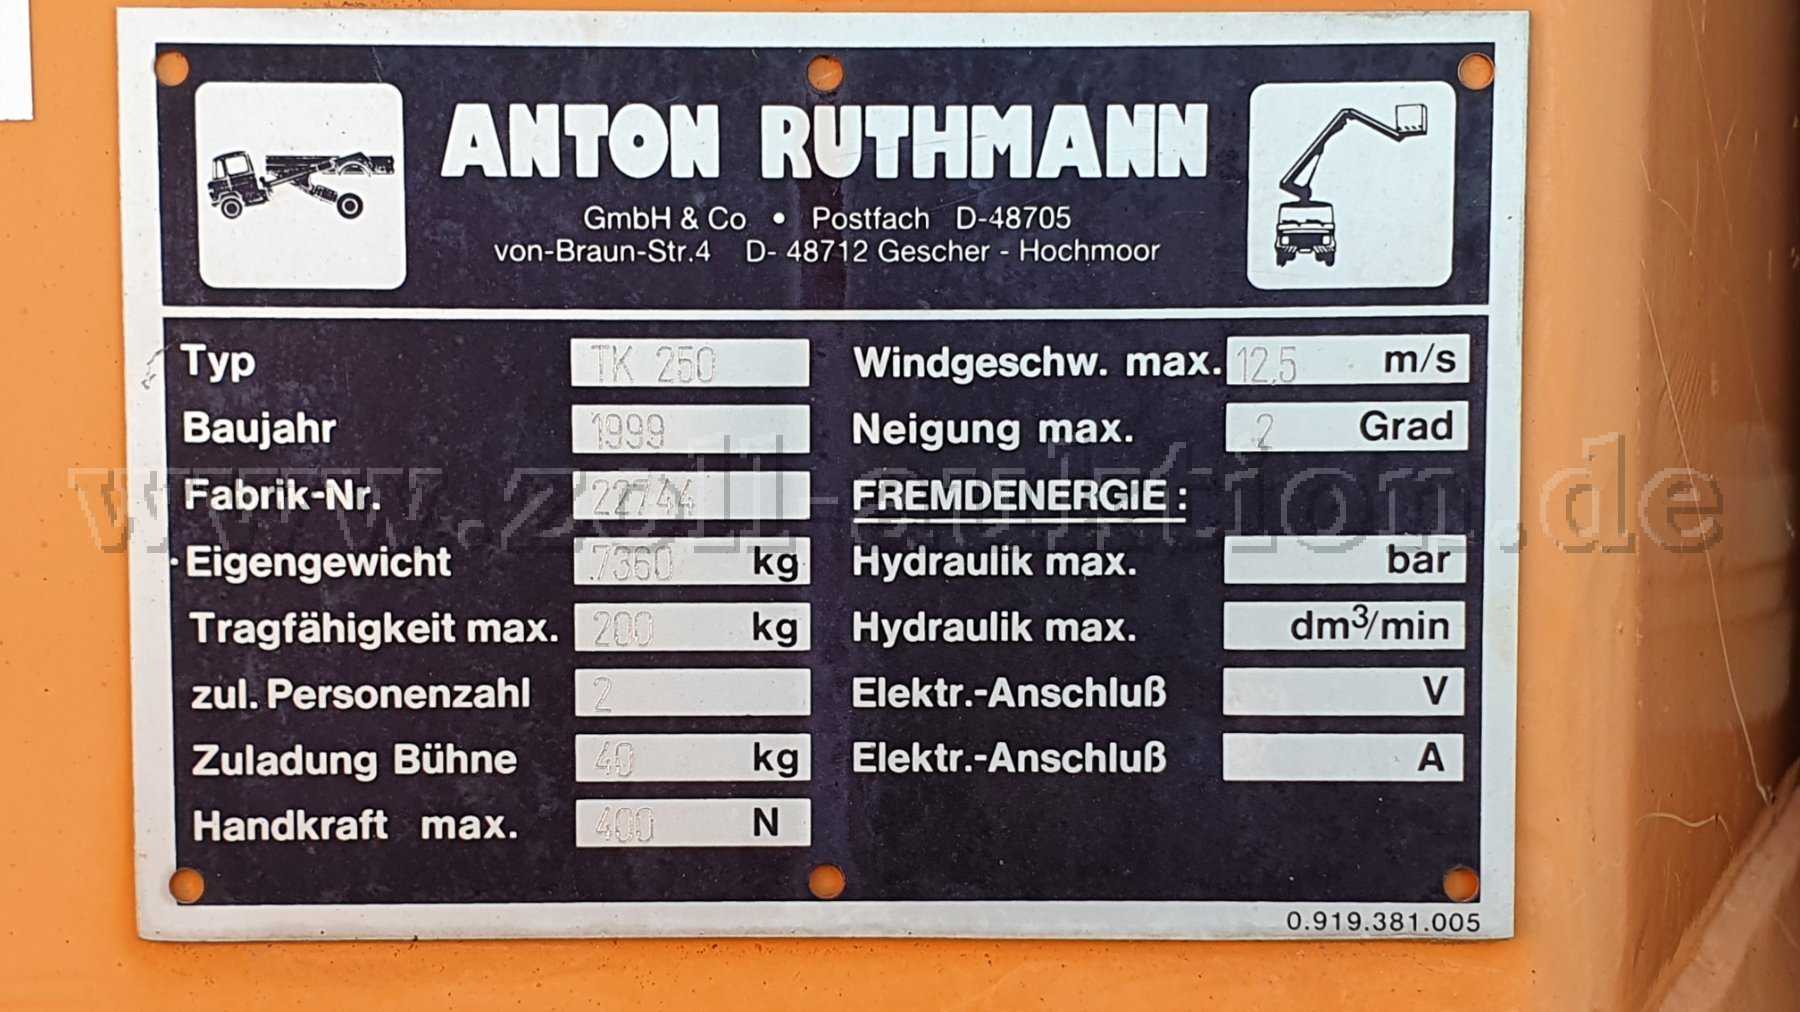 ANTON RUTHMANN
GmbH & Co • Postfach D-48705
von-Braun-Str.4 D- 48712 Gescher - Hochmoor
Typ TK 250
Baujahr 1999
Fabrik-Nr. 22744
Eigengewicht 7360 kg
Tragfähigkeit max. 200 kg
zul. Personenzahl 2
Zuladung Bühne 40 kg
Handkraft max. 400 N
Windgeschw. max. 12,5 m/s
Neigung max. 2 Grad
FREMDENERGIE:
Hydraulik max. bar
Hydraulik max. dm³/min
Elektr.-Anschluß V
Elektr.-Anschluß A
0.919.381.005
www.zoll-auktion.de